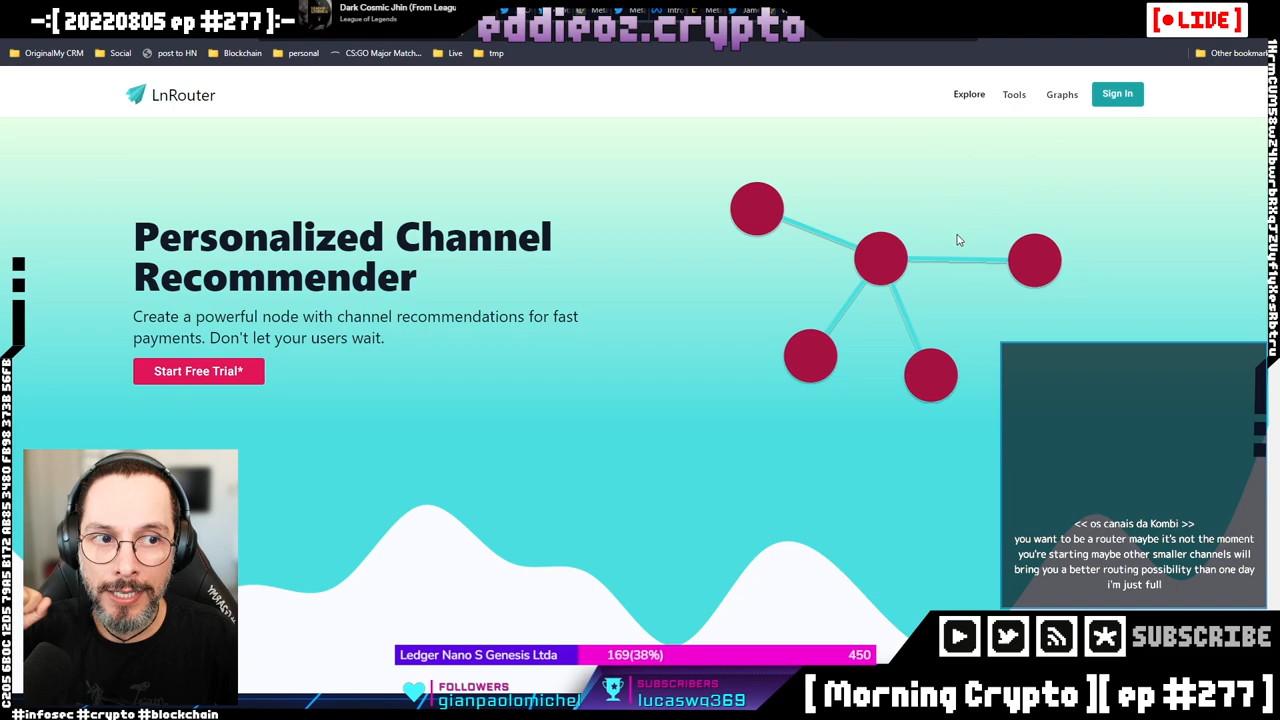 -:[ 20220805 ep #277 ]:-
Dark Cosmic Jhin (From Leagu
League of Legends
eddieoz.crypto
[ ● LIVE ]
OriginalMy CRM
Social
post to HN
Blockchain
personal
CS:GO Major Match...
Live
tmp
Other bookmar
LnRouter
Explore
Tools
Graphs
Sign In
Personalized Channel
Recommender
Create a powerful node with channel recommendations for fast
payments. Don't let your users wait.
Start Free Trial*
<< os canais da Kombi >>
you want to be a router maybe it's not the moment
you're starting maybe other smaller channels will
bring you a better routing possibility than one day
i'm just full
Ledger Nano S Genesis Ltda
169(38%)
450
SUBSCRIBE
FOLLOWERS
gianpaolomichel
SUBSCRIBERS
lucaswg369
[ Morning Crypto ][ ep #277 ]
#infosec #crypto #blockchain